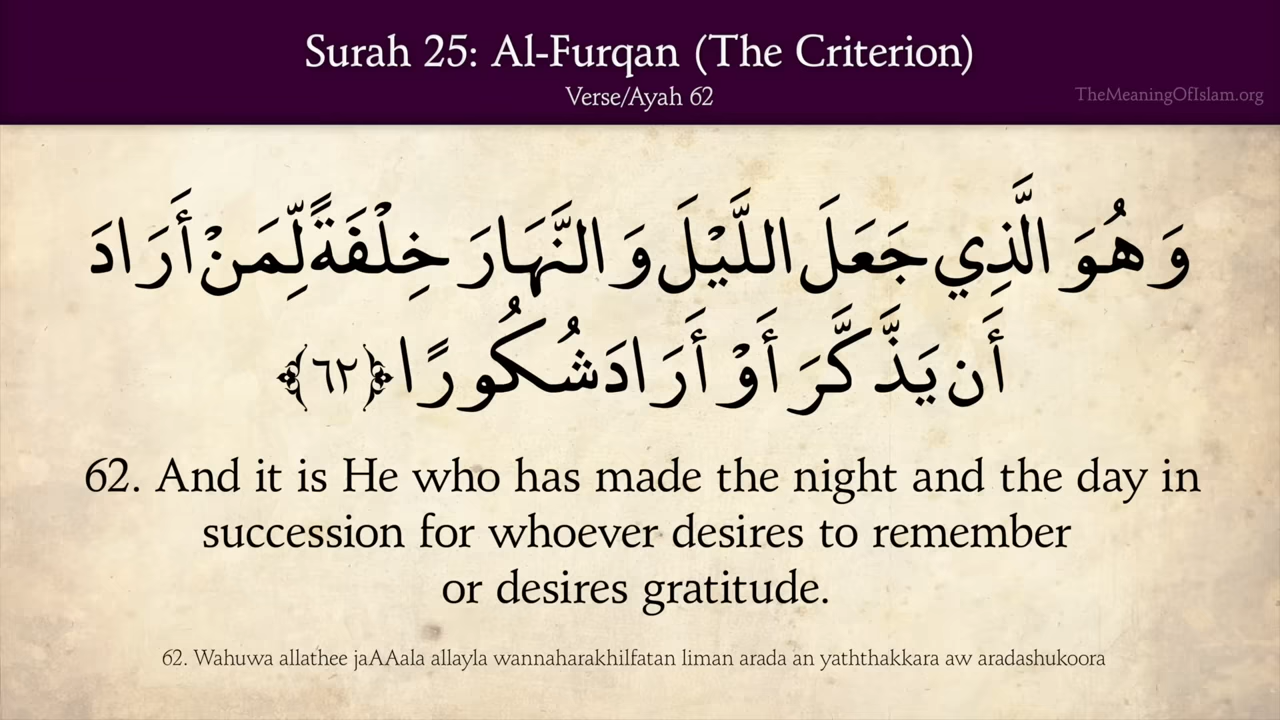 Surah 25: Al-Furqan (The Criterion)
Verse/Ayah 62
TheMeaningOfIslam.org
وَهُوَ الَّذِي جَعَلَ اللَّيْلَ وَالنَّهَارَ خِلْفَةً لِّمَنْ أَرَادَ
أَن يَذَّكَّرَ أَوْ أَرَادَ شُكُورًا ﴿٦٢﴾
62. And it is He who has made the night and the day in
succession for whoever desires to remember
or desires gratitude.
62. Wahuwa allathee jaAAala allayla wannaharakhilfatan liman arada an yaththakkara aw aradashukoora